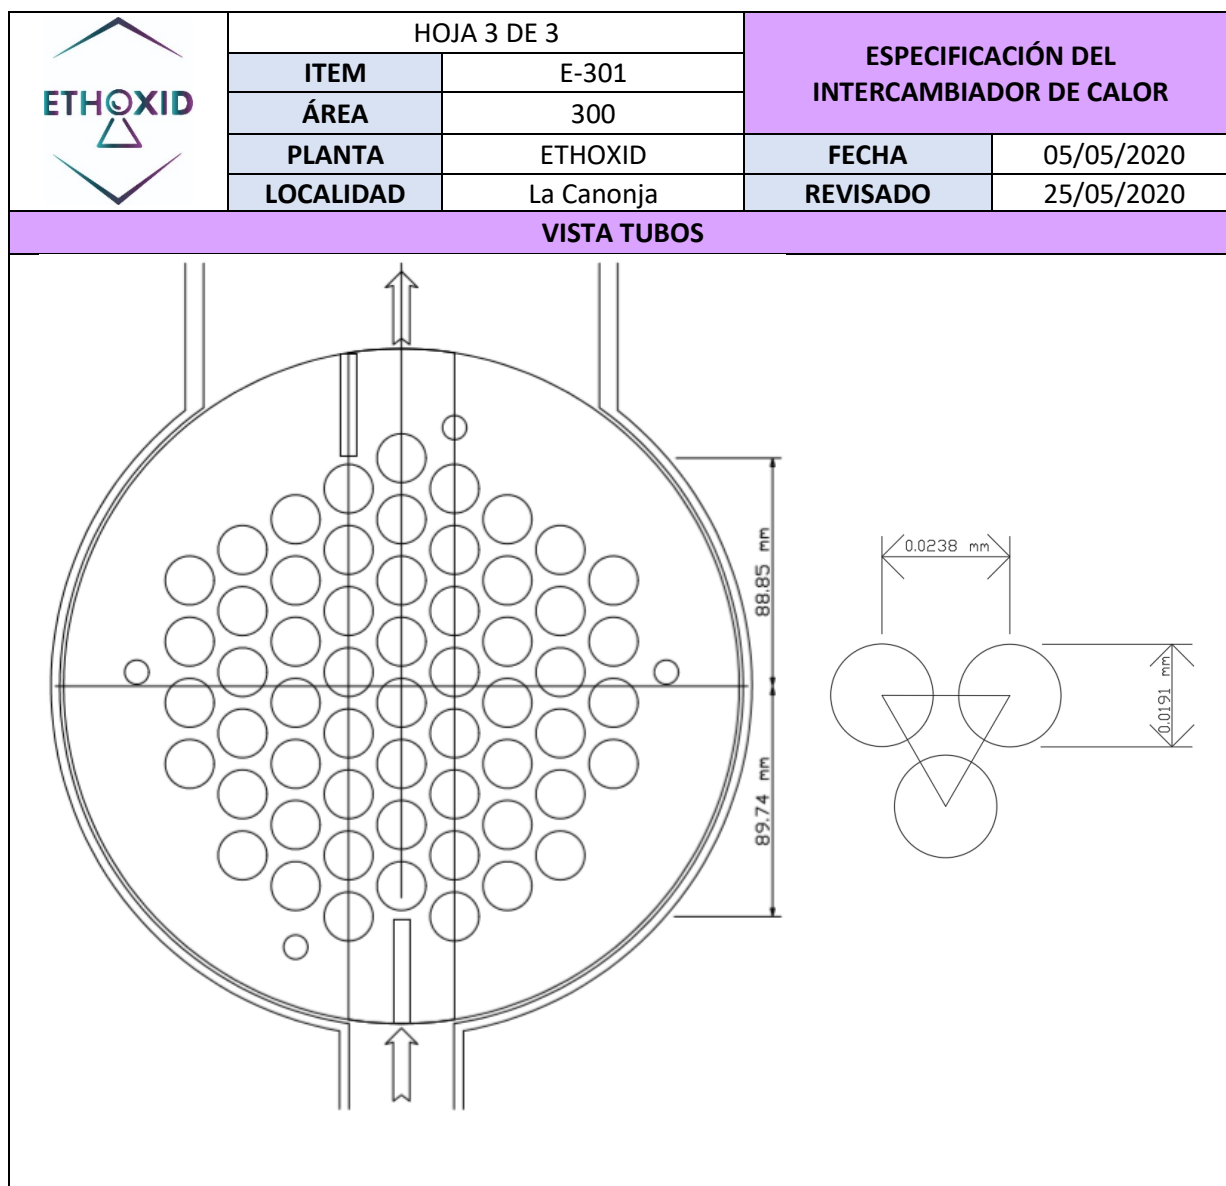 ETHOXID
HOJA 3 DE 3
ITEM E-301
ÁREA 300
PLANTA ETHOXID
LOCALIDAD La Canonja
ESPECIFICACIÓN DEL
INTERCAMBIADOR DE CALOR
FECHA 05/05/2020
REVISADO 25/05/2020
VISTA TUBOS
88.85 mm
89.74 mm
0.0238 mm
0.0191 mm